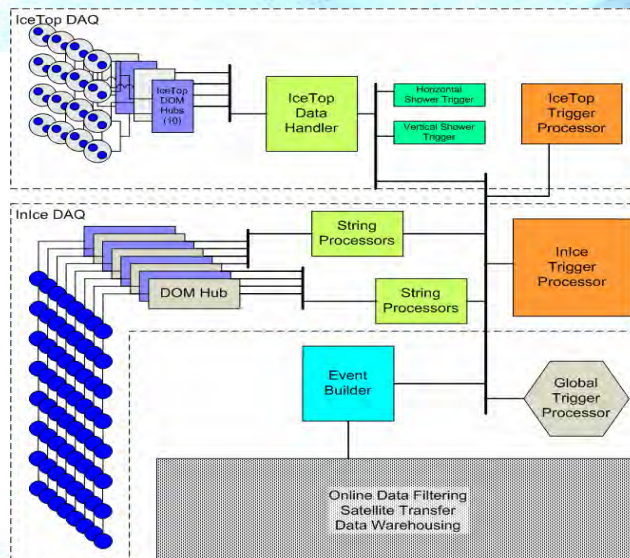 IceTop DAQ
IceTop
DOM
Hubs
(10)
IceTop
Data
Handler
Horizontal
Shower Trigger
Vertical Shower
Trigger
IceTop
Trigger
Processor
InIce DAQ
DOM Hub
String
Processors
String
Processors
InIce
Trigger
Processor
Event
Builder
Global
Trigger
Processor
Online Data Filtering
Satellite Transfer
Data Warehousing